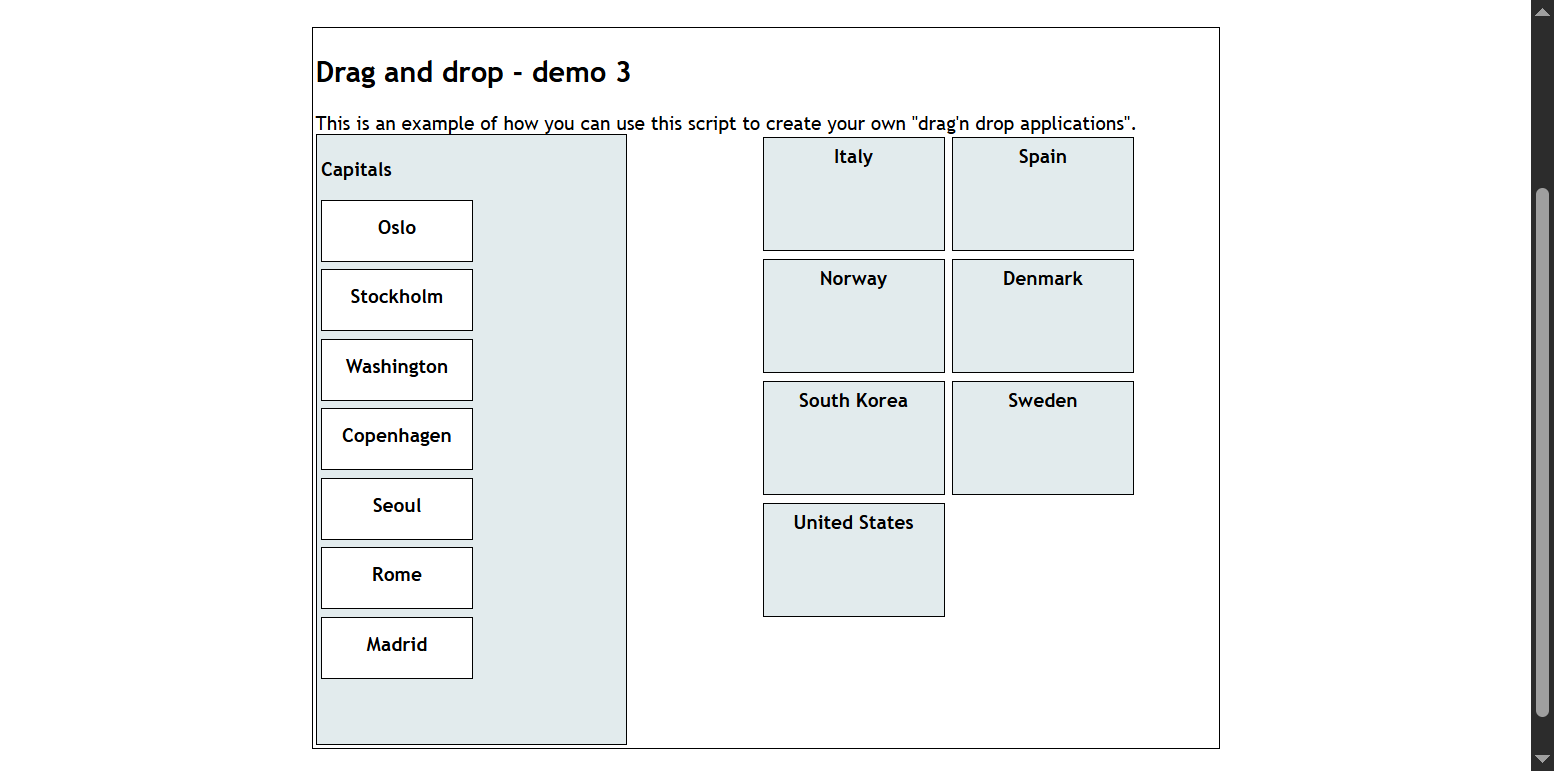 Drag and drop - demo 3
This is an example of how you can use this script to create your own "drag'n drop applications".
Capitals
Oslo
Stockholm
Washington
Copenhagen
Seoul
Rome
Madrid
Italy
Spain
Norway
Denmark
South Korea
Sweden
United States